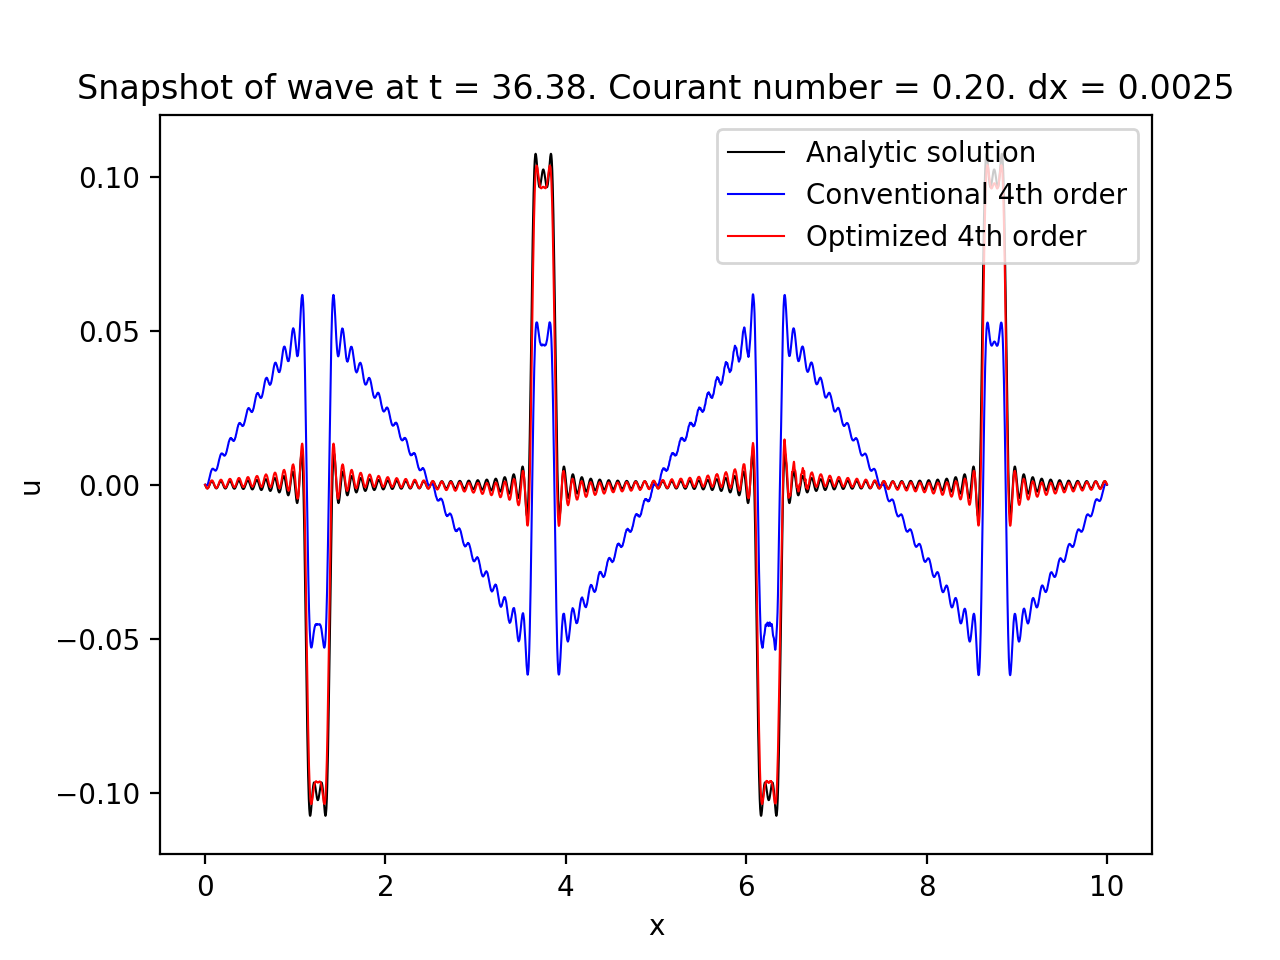 Snapshot of wave at t = 36.38. Courant number = 0.20. dx = 0.0025
Analytic solution
Conventional 4th order
Optimized 4th order
0.10
0.05
0.00
−0.05
−0.10
u
0 2 4 6 8 10
x